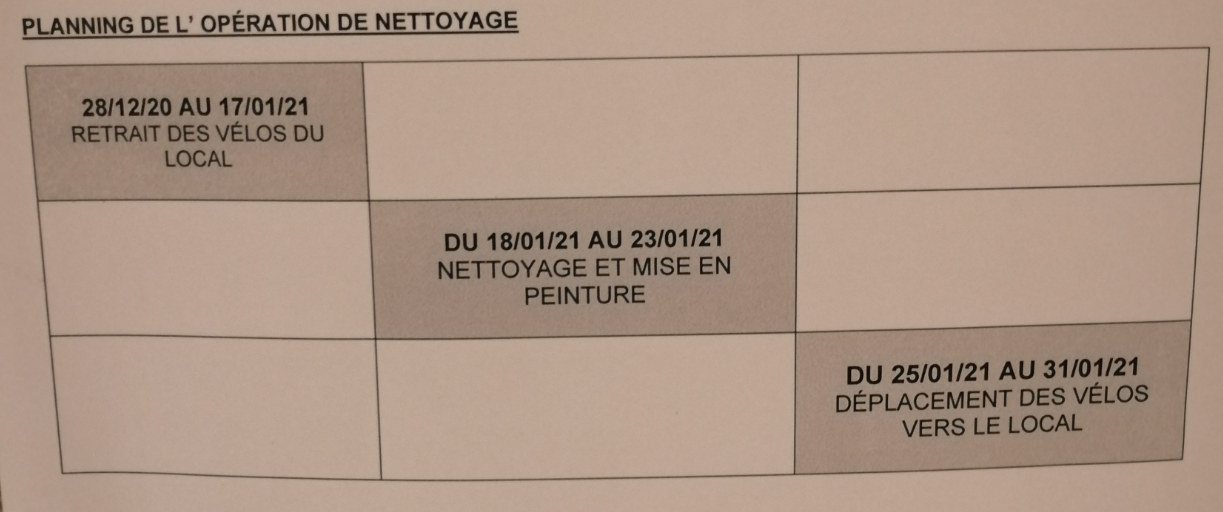 PLANNING DE L' OPÉRATION DE NETTOYAGE
28/12/20 AU 17/01/21
RETRAIT DES VÉLOS DU
LOCAL
DU 18/01/21 AU 23/01/21
NETTOYAGE ET MISE EN
PEINTURE
DU 25/01/21 AU 31/01/21
DÉPLACEMENT DES VÉLOS
VERS LE LOCAL